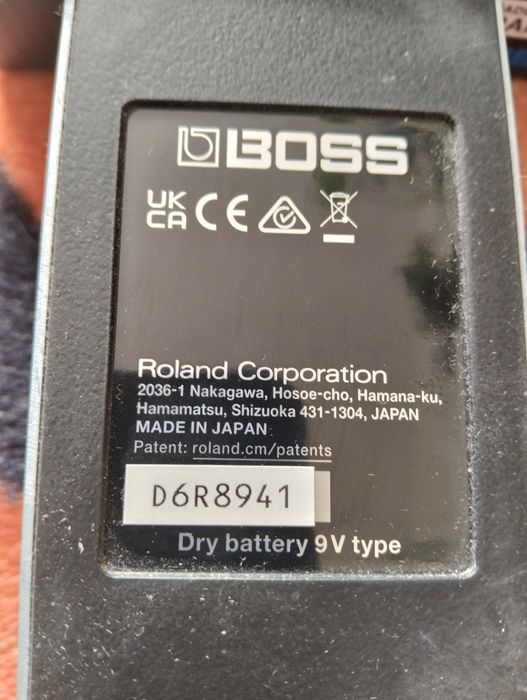 BOSS
UK
CA CE
Roland Corporation
2036-1 Nakagawa, Hosoe-cho, Hamana-ku,
Hamamatsu, Shizuoka 431-1304, JAPAN
MADE IN JAPAN
Patent: roland.cm/patents
D6R8941
Dry battery 9V type